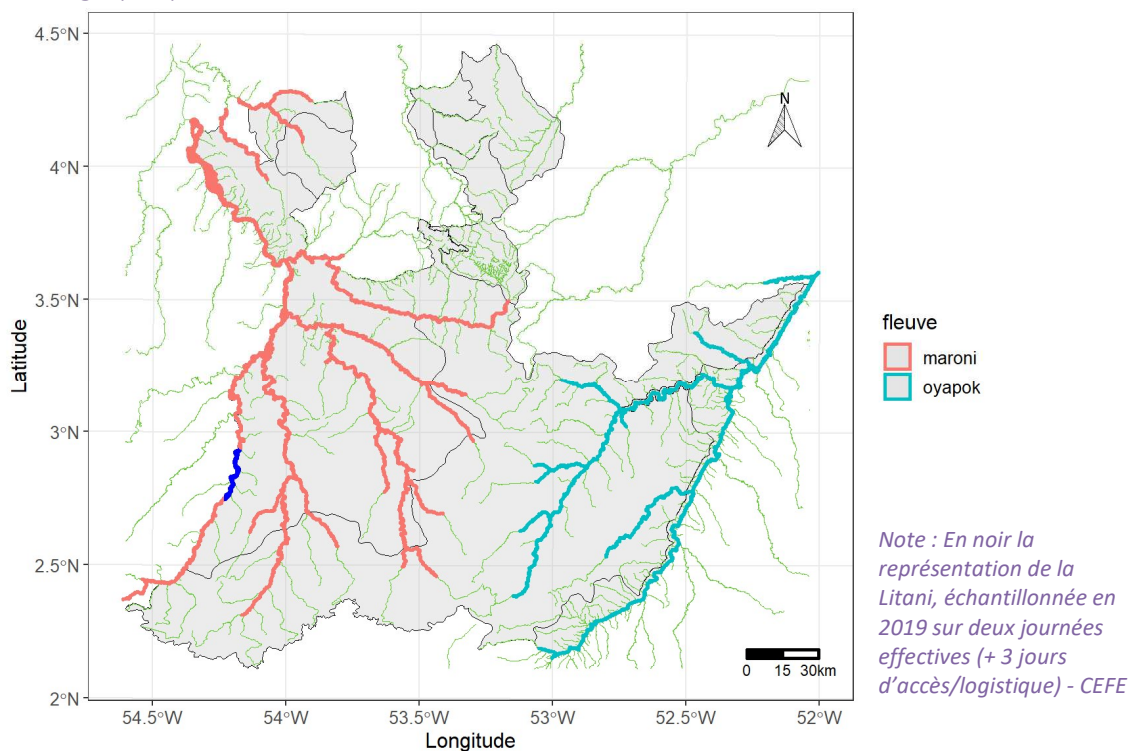 4.5°N
4°N
3.5°N
3°N
2.5°N
2°N
Latitude
N
0 15 30km
54.5°W 54°W 53.5°W 53°W 52.5°W 52°W
Longitude
fleuve
maroni
oyapok
Note : En noir la
représentation de la
Litani, échantillonnée en
2019 sur deux journées
effectives (+ 3 jours
d'accès/logistique) - CEFE